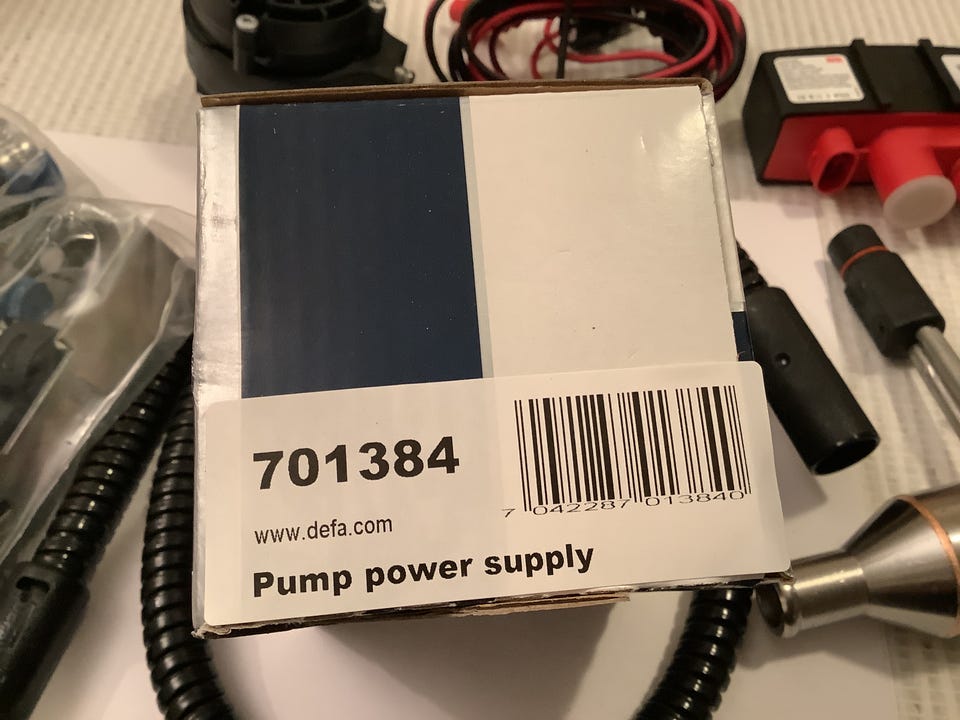 701384
www.defa.com
Pump power supply
7 042287 013840